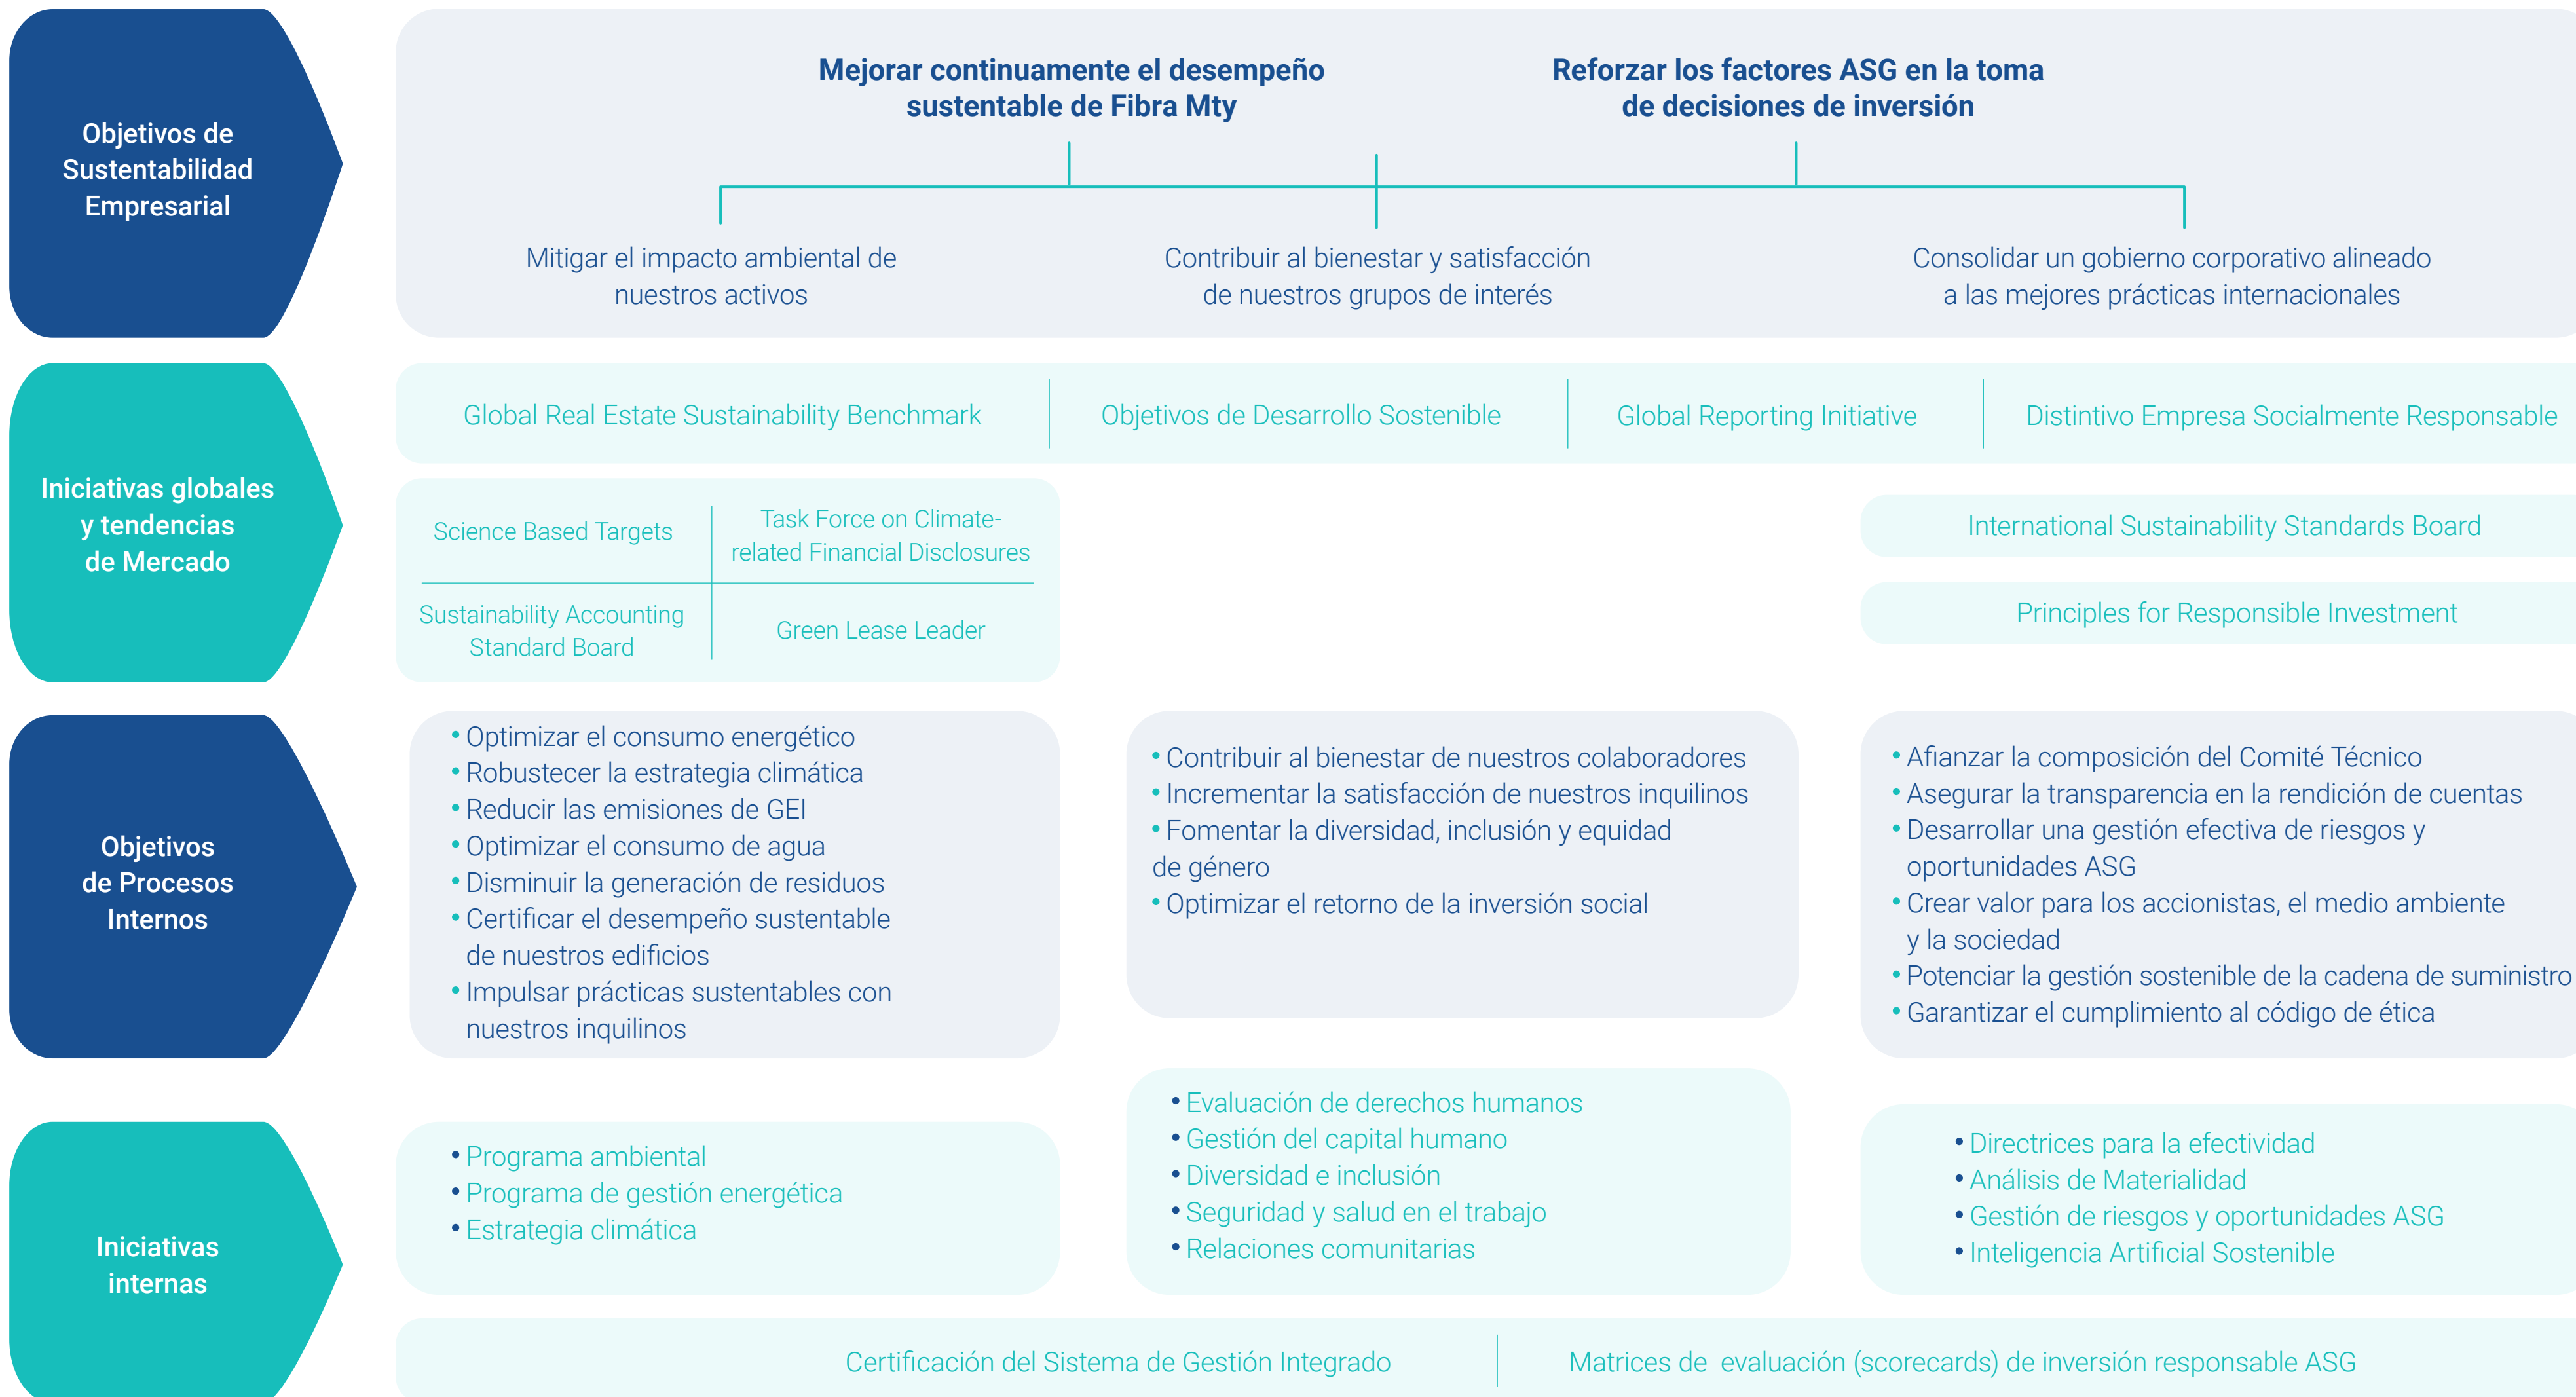 Objetivos de
Sustentabilidad
Empresarial
Mejorar continuamente el desempeño
sustentable de Fibra Mty
Reforzar los factores ASG en la toma
de decisiones de inversión
Mitigar el impacto ambiental de
nuestros activos
Contribuir al bienestar y satisfacción
de nuestros grupos de interés
Consolidar un gobierno corporativo alineado
a las mejores prácticas internacionales
Iniciativas globales
y tendencias
de Mercado
Global Real Estate Sustainability Benchmark
Objetivos de Desarrollo Sostenible
Global Reporting Initiative
Distintivo Empresa Socialmente Responsable
Science Based Targets
Task Force on Climate-
related Financial Disclosures
Sustainability Accounting
Standard Board
Green Lease Leader
International Sustainability Standards Board
Principles for Responsible Investment
Objetivos
de Procesos
Internos
• Optimizar el consumo energético
• Robustecer la estrategia climática
• Reducir las emisiones de GEI
• Optimizar el consumo de agua
• Disminuir la generación de residuos
• Certificar el desempeño sustentable
de nuestros edificios
• Impulsar prácticas sustentables con
nuestros inquilinos
• Contribuir al bienestar de nuestros colaboradores
• Incrementar la satisfacción de nuestros inquilinos
• Fomentar la diversidad, inclusión y equidad
de género
• Optimizar el retorno de la inversión social
• Afianzar la composición del Comité Técnico
• Asegurar la transparencia en la rendición de cuentas
• Desarrollar una gestión efectiva de riesgos y
oportunidades ASG
• Crear valor para los accionistas, el medio ambiente
y la sociedad
• Potenciar la gestión sostenible de la cadena de suministro
• Garantizar el cumplimiento al código de ética
Iniciativas
internas
• Programa ambiental
• Programa de gestión energética
• Estrategia climática
• Evaluación de derechos humanos
• Gestión del capital humano
• Diversidad e inclusión
• Seguridad y salud en el trabajo
• Relaciones comunitarias
• Directrices para la efectividad
• Análisis de Materialidad
• Gestión de riesgos y oportunidades ASG
• Inteligencia Artificial Sostenible
Certificación del Sistema de Gestión Integrado
Matrices de evaluación (scorecards) de inversión responsable ASG